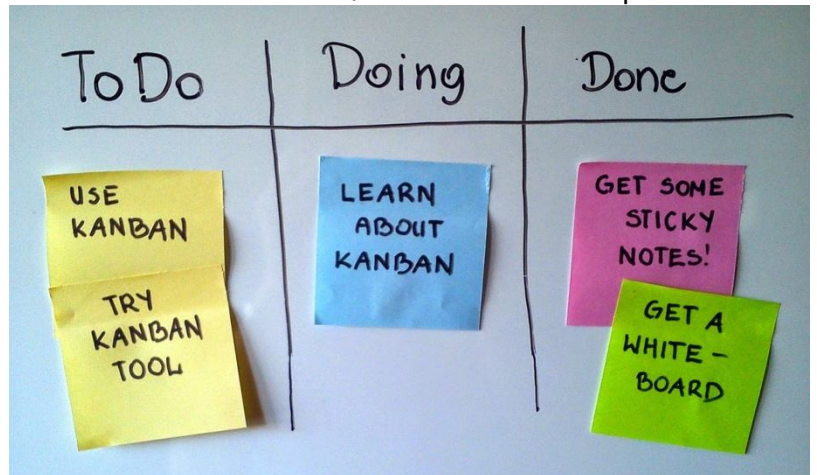 To Do
Doing
Done
USE
KANBAN
TRY
KANBAN
TOOL
LEARN
ABOUT
KANBAN
GET SOME
STICKY
NOTES!
GET A
WHITE-
BOARD